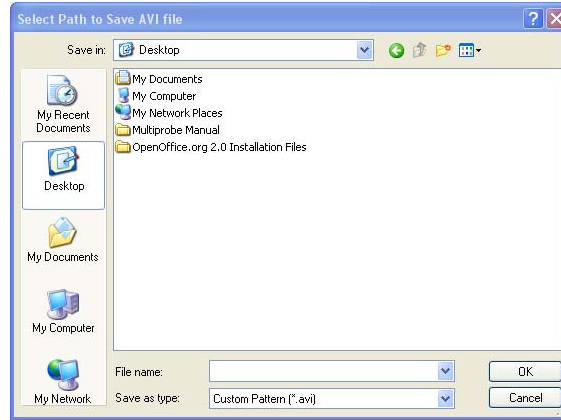 Select Path to Save AVI file
Save in: Desktop
My Recent Documents
Desktop
My Documents
My Computer
My Network
My Documents
My Computer
My Network Places
Multiprobe Manual
OpenOffice.org 2.0 Installation Files
File name: OK
Save as type: Custom Pattern (*.avi) Cancel